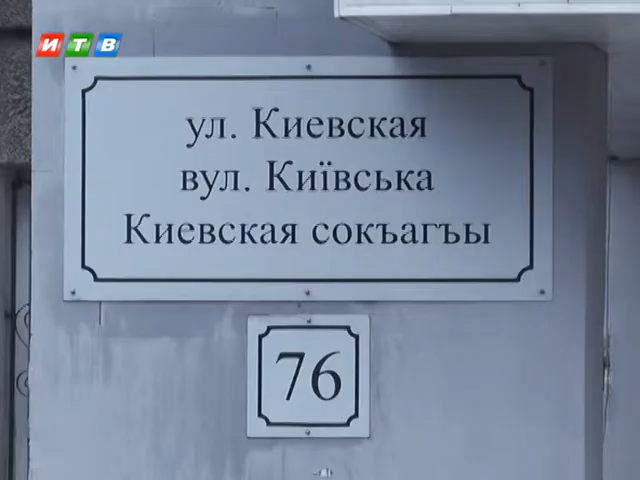 ИТВ
ул. Киевская
вул. Київська
Киевская сокъагъы
76